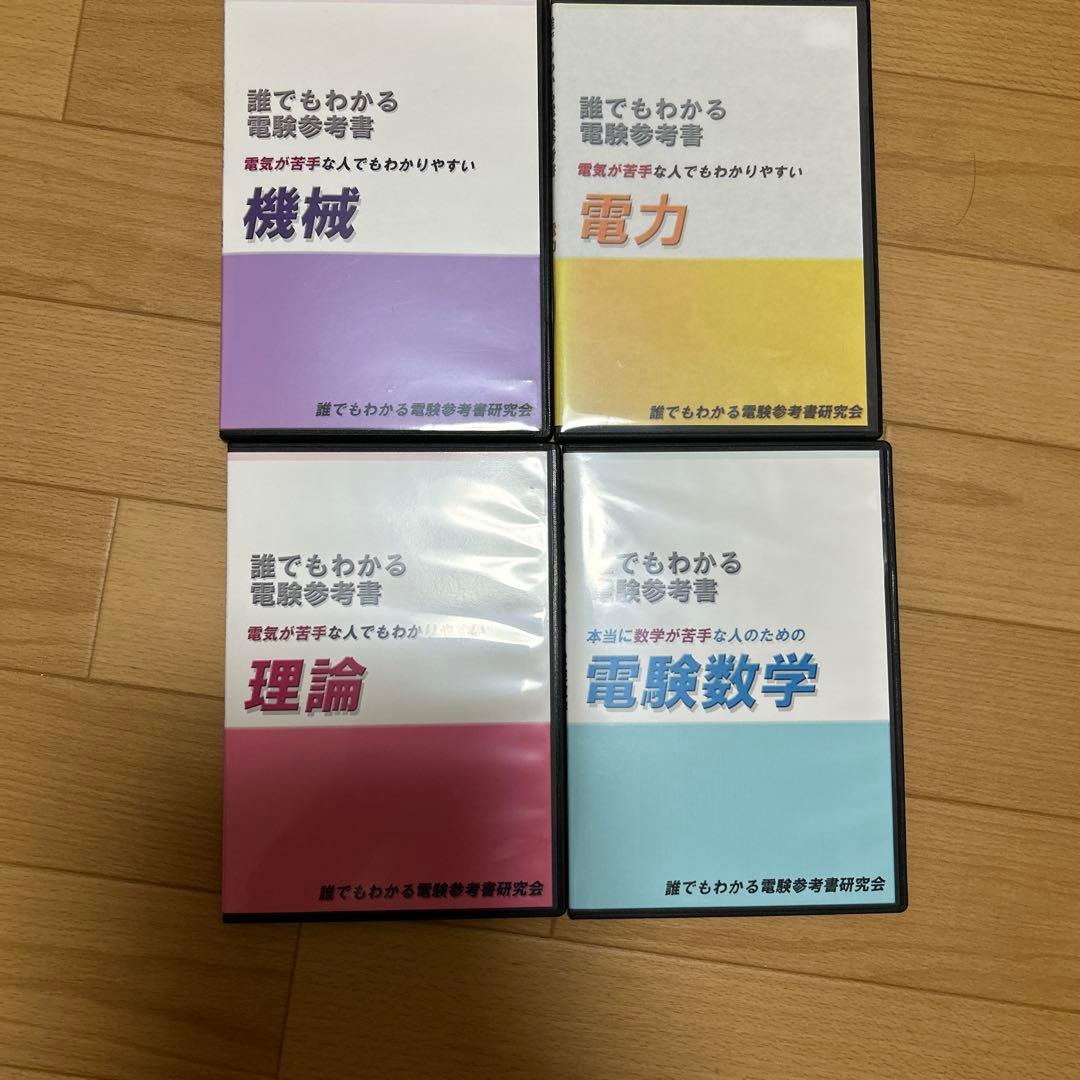 誰でもわかる
電験参考書
電気が苦手な人でもわかりやすい
機械
誰でもわかる電験参考書研究会
誰でもわかる
電験参考書
電気が苦手な人でもわかりやすい
電力
誰でもわかる電験参考書研究会
誰でもわかる
電験参考書
電気が苦手な人でもわかりやすい
理論
誰でもわかる電験参考書研究会
でもわかる
電験参考書
本当に数学が苦手な人のための
電験数学
誰でもわかる電験参考書研究会